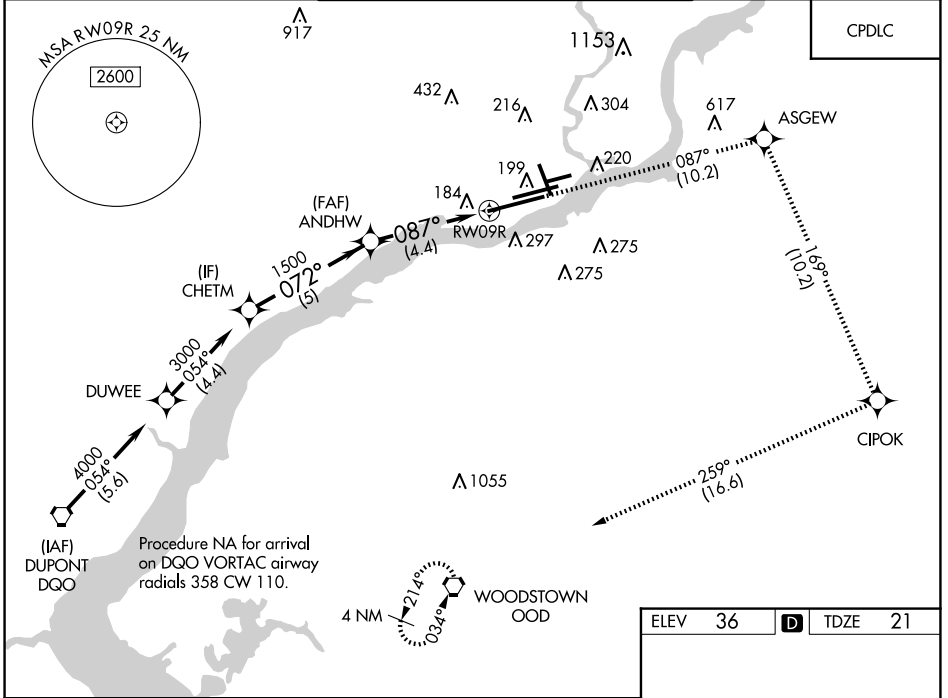 MSA RW09R 25 NM
2600
917
1153
CPDLC
432
216
304
617
ASGEW
087°
(10.2)
220
199
184
(FAF)
ANDHW
087°
(4.4)
RW09R
297
275
275
169°
(10.2)
(IF)
CHETM
1500
072°
(5)
3000
054°
(4.4)
DUWEE
4000
054°
(5.6)
CIPOK
259°
(16.6)
1055
(IAF)
DUPONT
DQO
Procedure NA for arrival
on DQO VORTAC airway
radials 358 CW 110.
4 NM
214°
034°
WOODSTOWN
OOD
ELEV 36 D TDZE 21